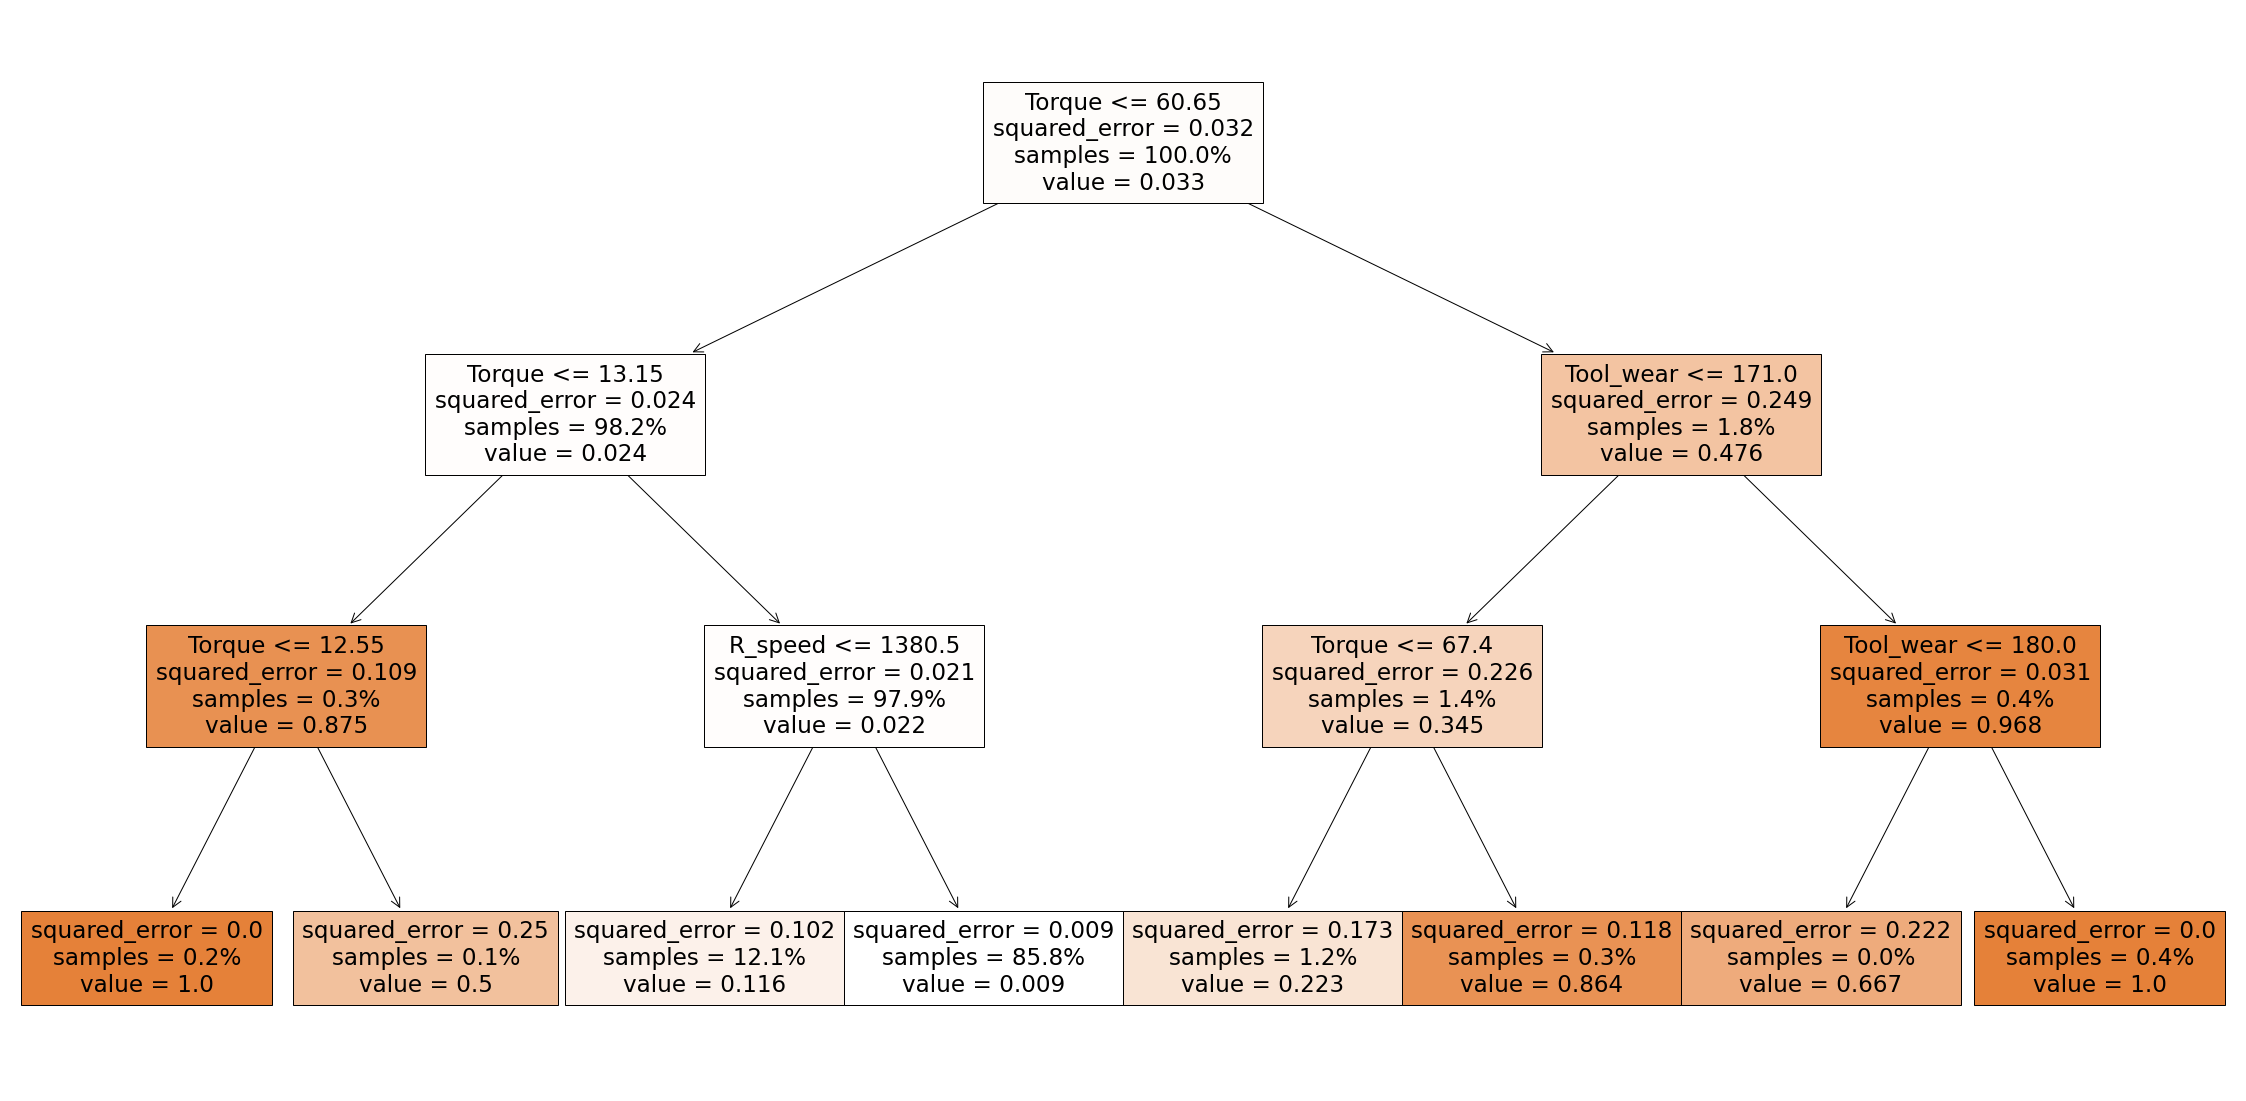 Torque <= 60.65
squared_error = 0.032
samples = 100.0%
value = 0.033
Torque <= 13.15
squared_error = 0.024
samples = 98.2%
value = 0.024
Tool_wear <= 171.0
squared_error = 0.249
samples = 1.8%
value = 0.476
Torque <= 12.55
squared_error = 0.109
samples = 0.3%
value = 0.875
R_speed <= 1380.5
squared_error = 0.021
samples = 97.9%
value = 0.022
Torque <= 67.4
squared_error = 0.226
samples = 1.4%
value = 0.345
Tool_wear <= 180.0
squared_error = 0.031
samples = 0.4%
value = 0.968
squared_error = 0.0
samples = 0.2%
value = 1.0
squared_error = 0.25
samples = 0.1%
value = 0.5
squared_error = 0.102
samples = 12.1%
value = 0.116
squared_error = 0.009
samples = 85.8%
value = 0.009
squared_error = 0.173
samples = 1.2%
value = 0.223
squared_error = 0.118
samples = 0.3%
value = 0.864
squared_error = 0.222
samples = 0.0%
value = 0.667
squared_error = 0.0
samples = 0.4%
value = 1.0